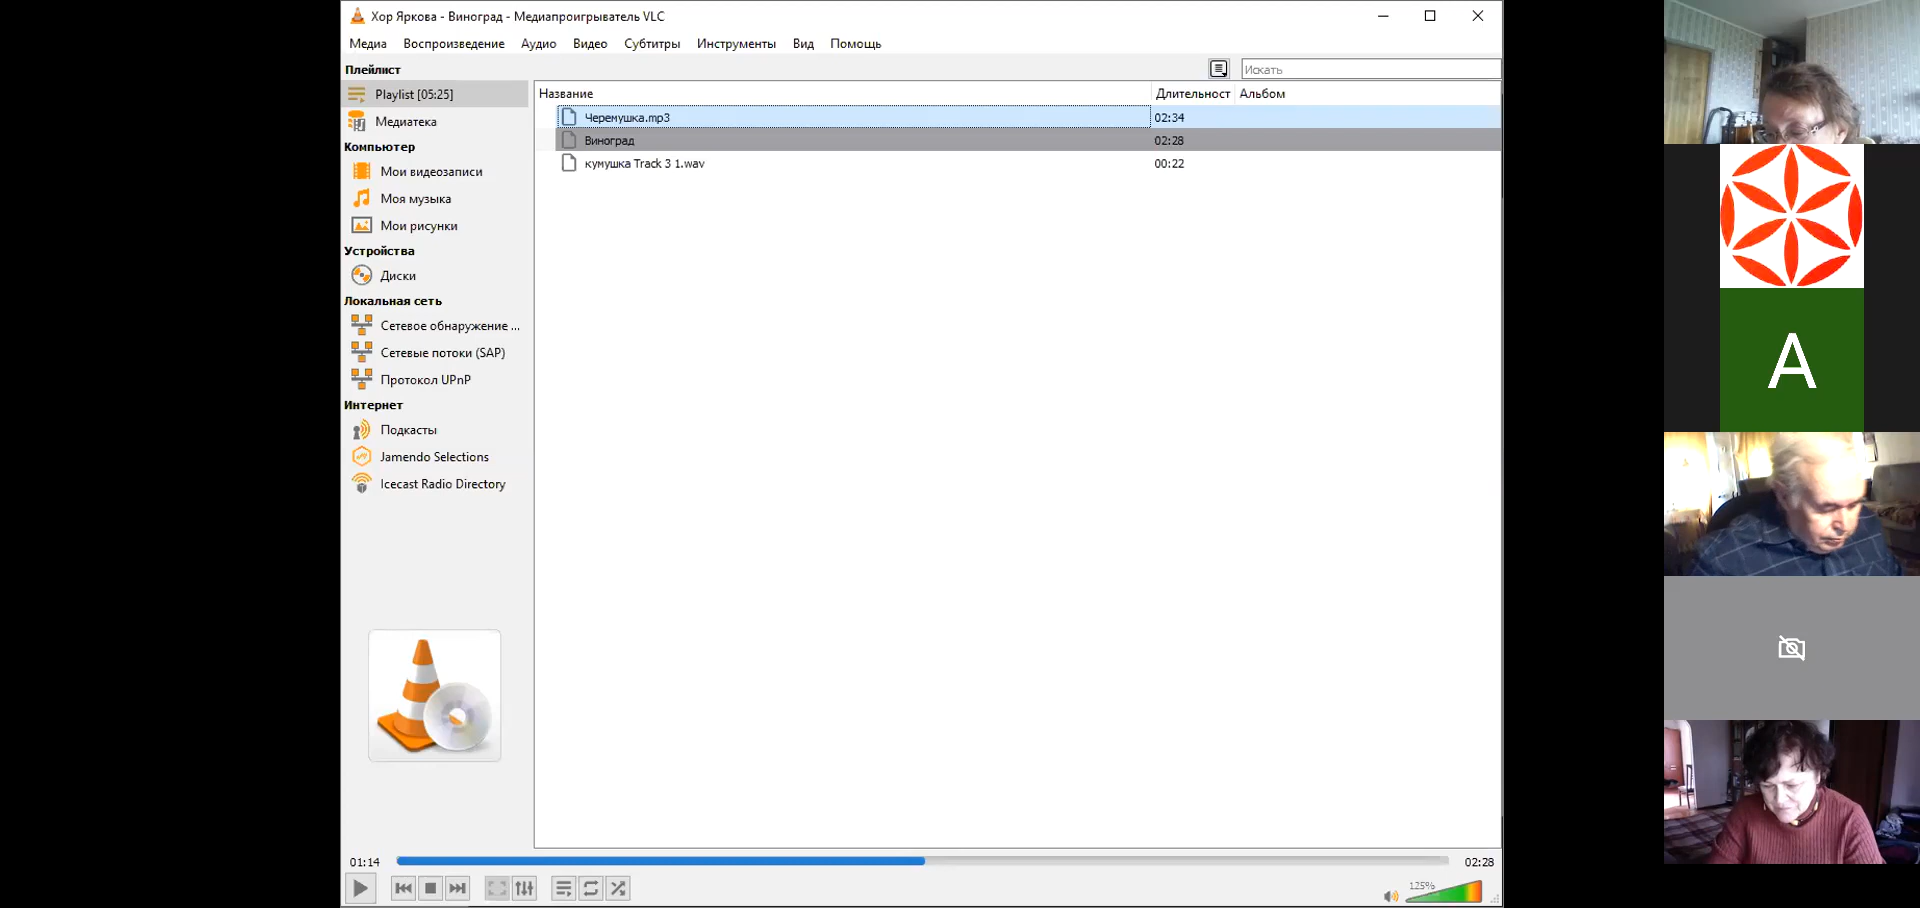 Хор Яркова - Виноград - Медиапроигрыватель VLC
Медиа Воспроизведение Аудио Видео Субтитры Инструменты Вид Помощь
Плейлист
Искать
Playlist [05:25]
Медиатека
Компьютер
Мои видеозаписи
Моя музыка
Мои рисунки
Устройства
Диски
Локальная сеть
Сетевое обнаружение ...
Сетевые потоки (SAP)
Протокол UPnP
Интернет
Подкасты
Jamendo Selections
Icecast Radio Directory
Название Длительност Альбом
Черемушка.mp3 02:34
Виноград 02:28
кумушка Track 3 1.wav 00:22
01:14 02:28
125%
A